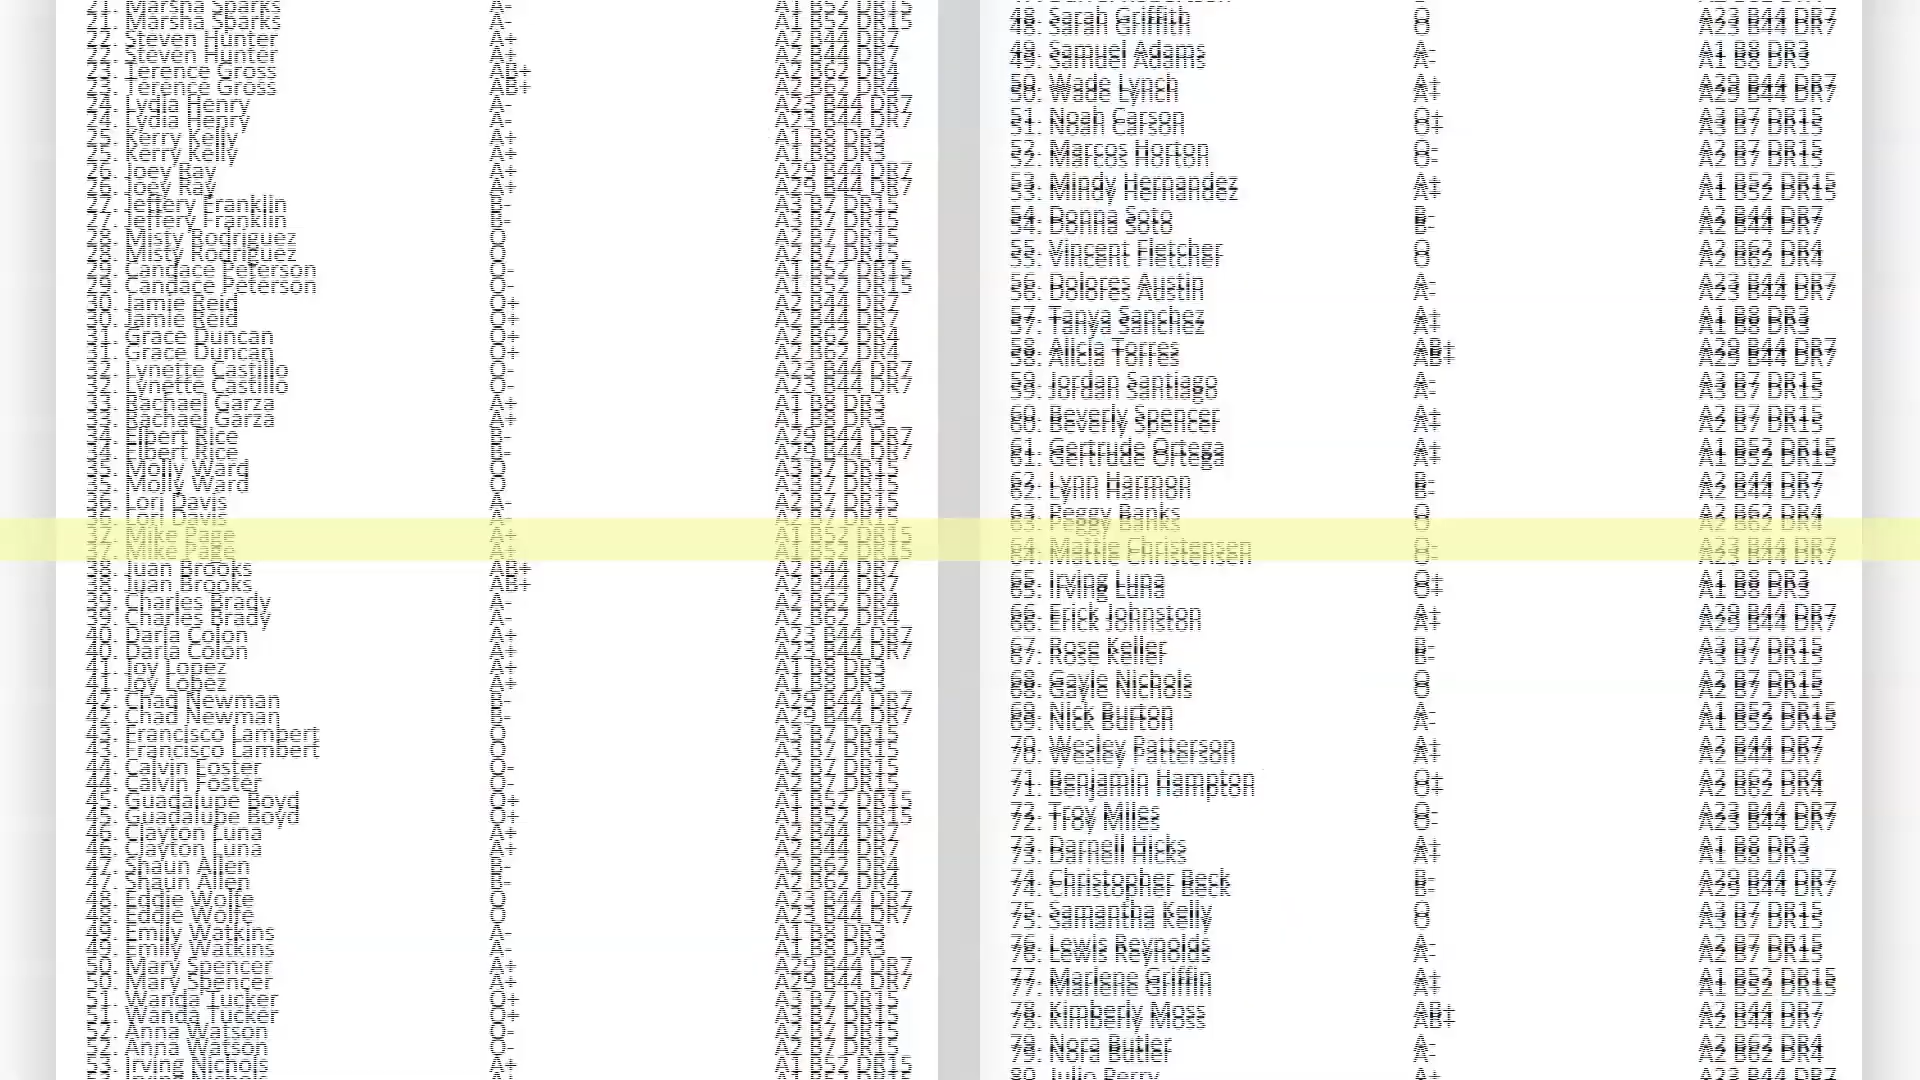 21. Marsha Sparks A- A1 B52 DR15
22. Steven Hunter A+ A2 B44 DR7
23. Terence Gross AB+ A2 B62 DR4
24. Lydia Henry A- A23 B44 DR7
25. Kerry Kelly A+ A1 B8 DR3
26. Joey Ray A+ A29 B44 DR7
27. Jeffery Franklin B- A3 B7 DR15
28. Misty Rodriguez O A2 B7 DR15
29. Candace Peterson O- A1 B52 DR15
30. Jamie Reid O+ A2 B44 DR7
31. Grace Duncan O+ A2 B62 DR4
32. Lynette Castillo O- A23 B44 DR7
33. Rachael Garza A+ A1 B8 DR3
34. Elbert Rice B- A29 B44 DR7
35. Molly Ward O A3 B7 DR15
36. Lori Davis A- A2 B7 DR15
37. Mike Page A+ A1 B52 DR15
38. Juan Brooks AB+ A2 B44 DR7
39. Charles Brady A- A2 B62 DR4
40. Darla Colon A+ A23 B44 DR7
41. Joy Lopez A+ A1 B8 DR3
42. Chad Newman B- A29 B44 DR7
43. Francisco Lambert O A3 B7 DR15
44. Calvin Foster O- A2 B7 DR15
45. Guadalupe Boyd O+ A1 B52 DR15
46. Clayton Luna A+ A2 B44 DR7
47. Shaun Allen B- A2 B62 DR4
48. Eddie Wolfe O A23 B44 DR7
49. Emily Watkins A- A1 B8 DR3
50. Mary Spencer A+ A29 B44 DR7
51. Wanda Tucker O+ A3 B7 DR15
52. Anna Watson O- A2 B7 DR15
53. Irving Nichols A+ A1 B52 DR15
48. Sarah Griffith O A23 B44 DR7
49. Samuel Adams A- A1 B8 DR3
50. Wade Lynch A+ A29 B44 DR7
51. Noah Carson O+ A3 B7 DR15
52. Marcos Horton O- A2 B7 DR15
53. Mindy Hernandez A+ A1 B52 DR15
54. Donna Soto B- A2 B44 DR7
55. Vincent Fletcher O A2 B62 DR4
56. Dolores Austin A- A23 B44 DR7
57. Tanya Sanchez A+ A1 B8 DR3
58. Alicia Torres AB+ A29 B44 DR7
59. Jordan Santiago A- A3 B7 DR15
60. Beverly Spencer A+ A2 B7 DR15
61. Gertrude Ortega A+ A1 B52 DR15
62. Lynn Harmon B- A2 B44 DR7
63. Peggy Banks O A2 B62 DR4
64. Mattie Christensen O- A23 B44 DR7
65. Irving Luna O+ A1 B8 DR3
66. Erick Johnston A+ A29 B44 DR7
67. Rose Keller B- A3 B7 DR15
68. Gayle Nichols O A2 B7 DR15
69. Nick Burton A- A1 B52 DR15
70. Wesley Patterson A+ A2 B44 DR7
71. Benjamin Hampton O+ A2 B62 DR4
72. Troy Miles O- A23 B44 DR7
73. Darnell Hicks A+ A1 B8 DR3
74. Christopher Beck B- A29 B44 DR7
75. Samantha Kelly O A3 B7 DR15
76. Lewis Reynolds A- A2 B7 DR15
77. Marlene Griffin A+ A1 B52 DR15
78. Kimberly Moss AB+ A2 B44 DR7
79. Nora Butler A- A2 B62 DR4
80. Julio Perry A+ A23 B44 DR7